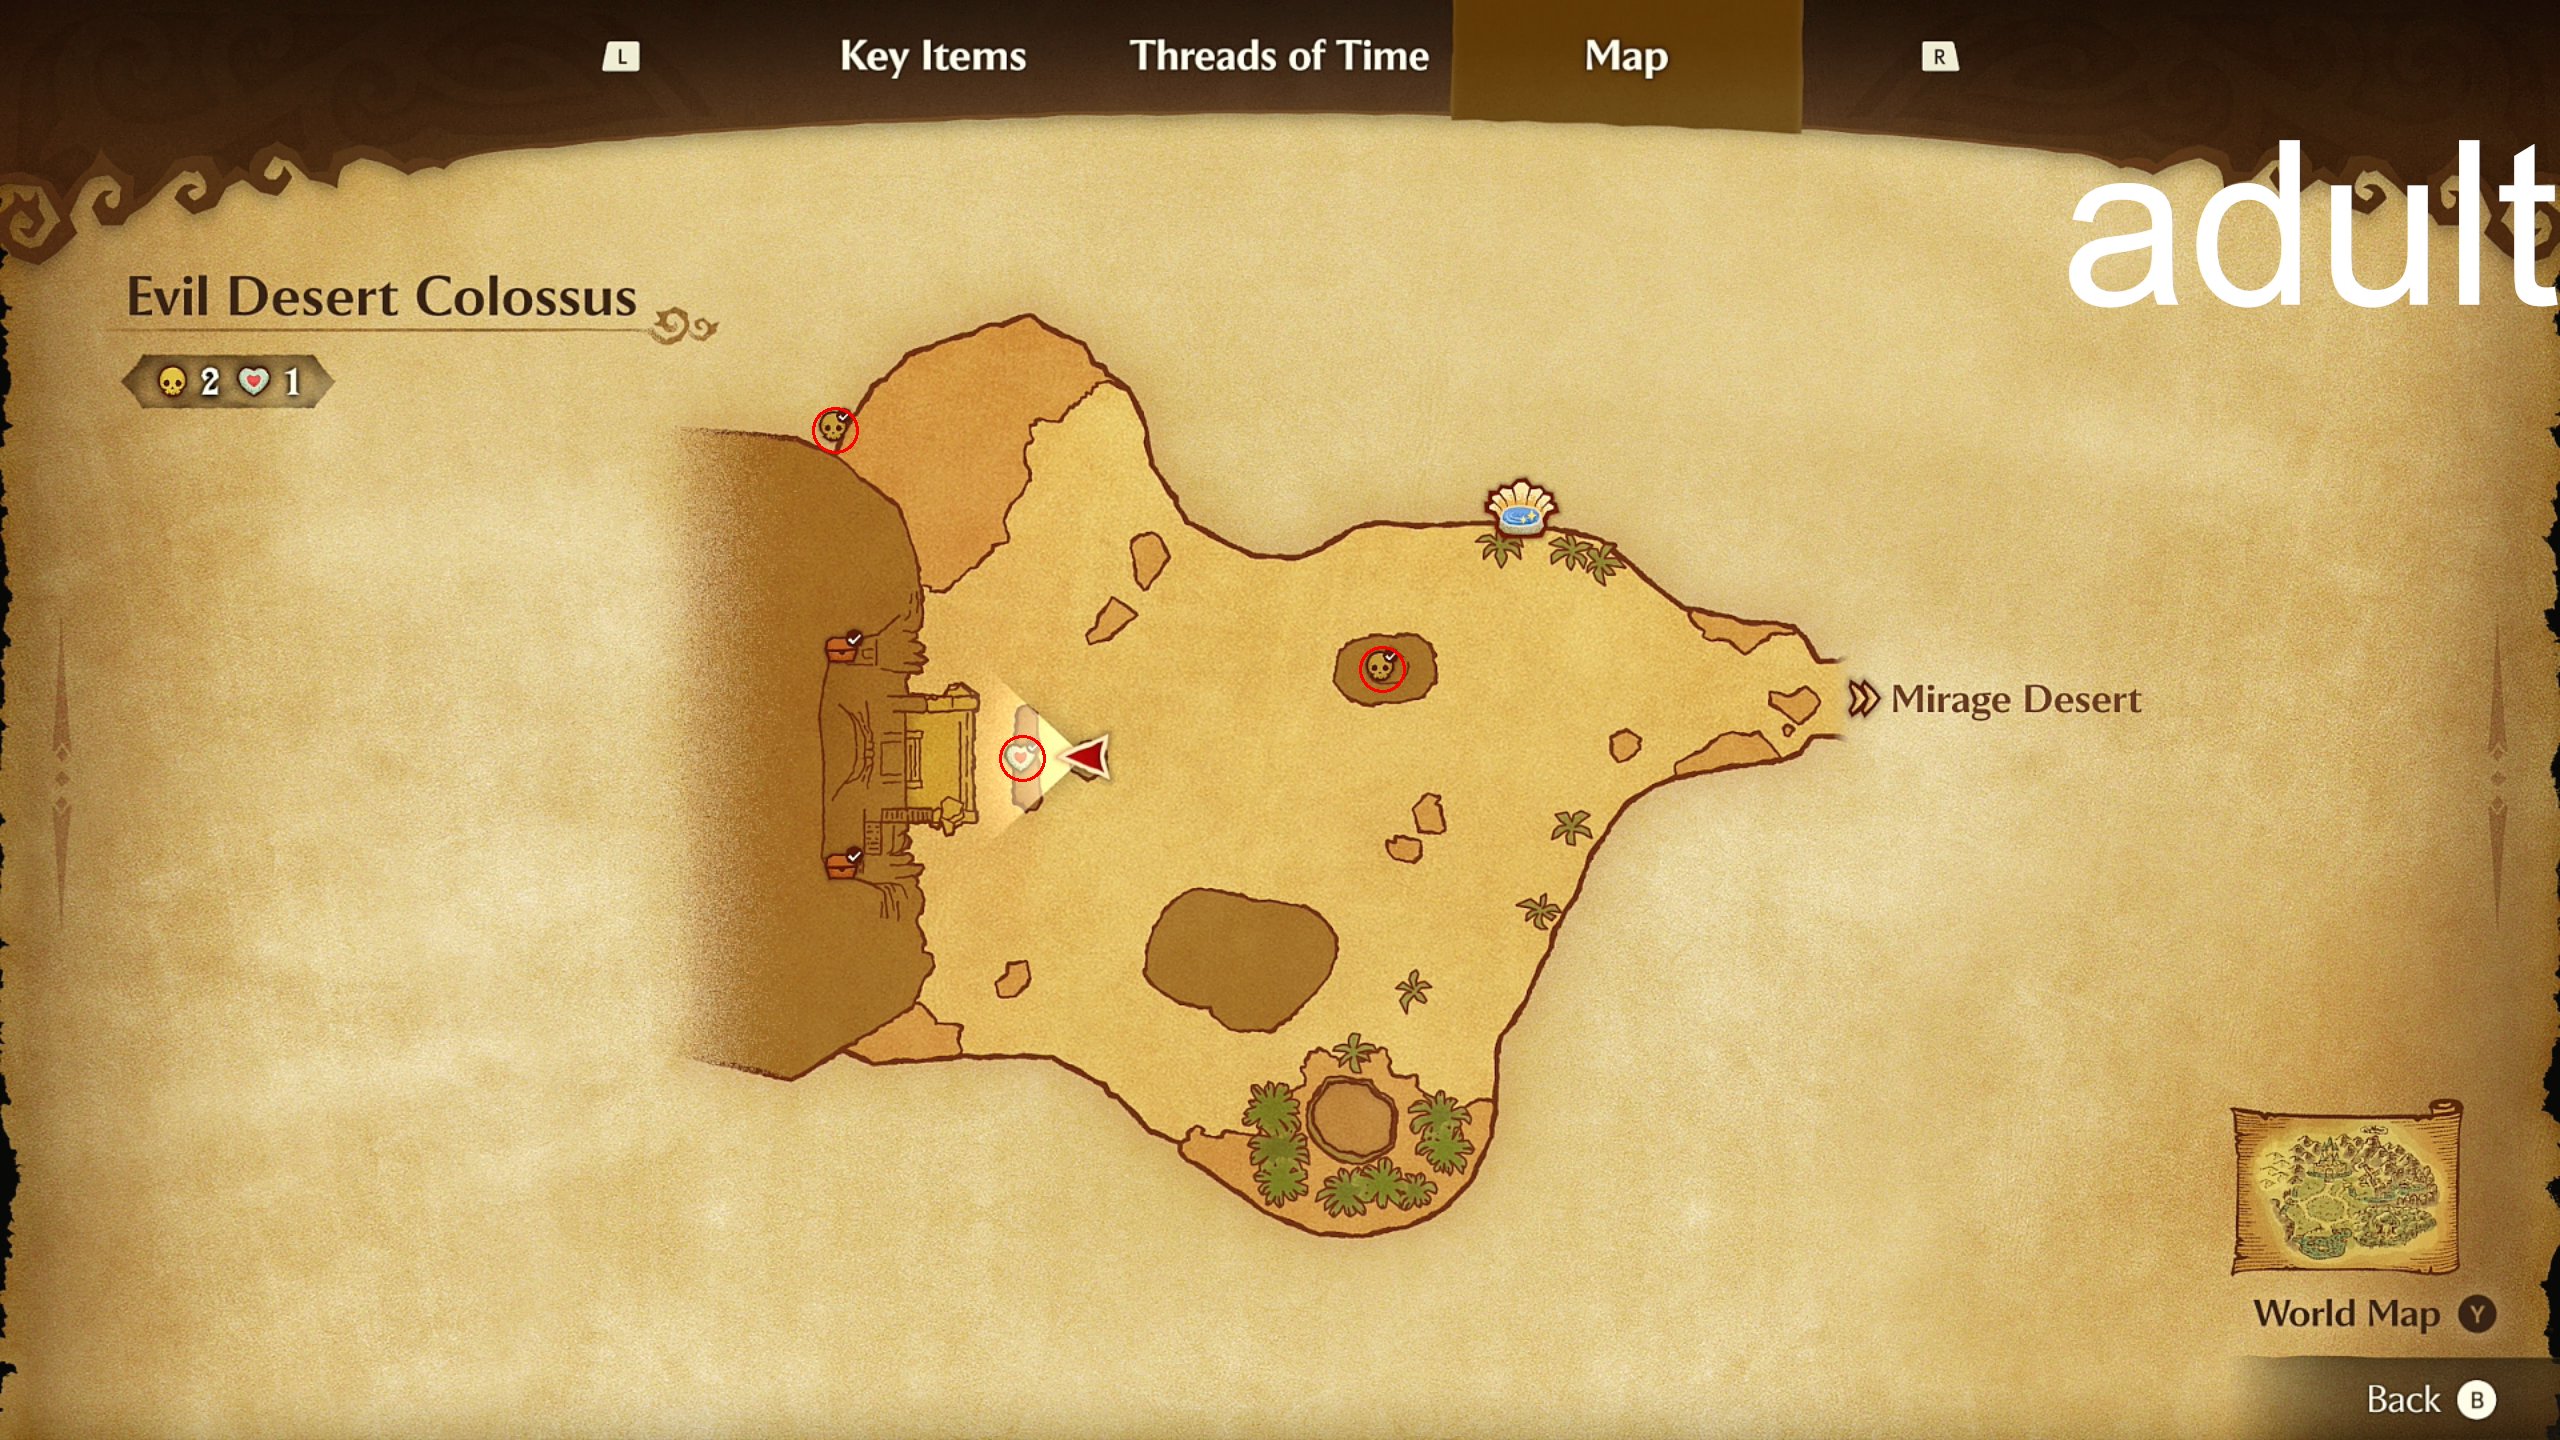 L Key Items Threads of Time Map R
adult
Evil Desert Colossus
2 1
Mirage Desert
World Map Y
Back B